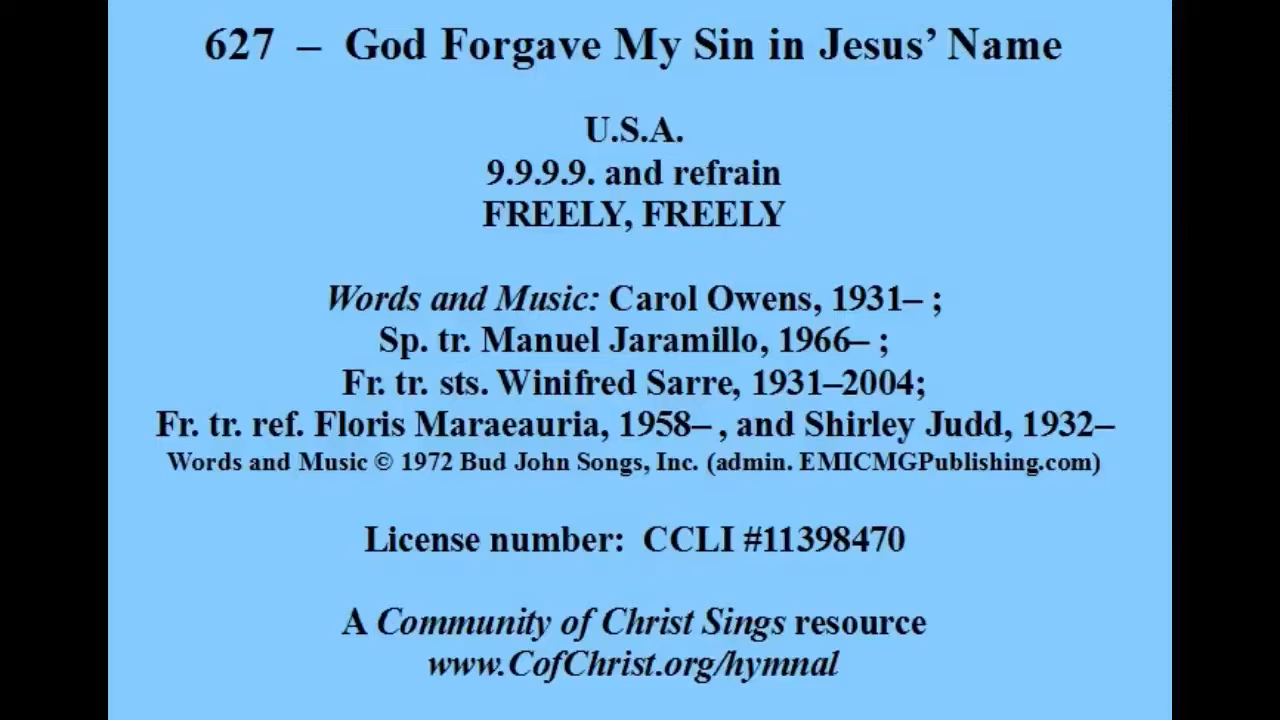 627 – God Forgave My Sin in Jesus’ Name
U.S.A.
9.9.9.9. and refrain
FREELY, FREELY
Words and Music: Carol Owens, 1931– ;
Sp. tr. Manuel Jaramillo, 1966– ;
Fr. tr. sts. Winifred Sarre, 1931–2004;
Fr. tr. ref. Floris Maraeauria, 1958– , and Shirley Judd, 1932–
Words and Music © 1972 Bud John Songs, Inc. (admin. EMICMGPublishing.com)
License number: CCLI #11398470
A Community of Christ Sings resource
www.CofChrist.org/hymnal